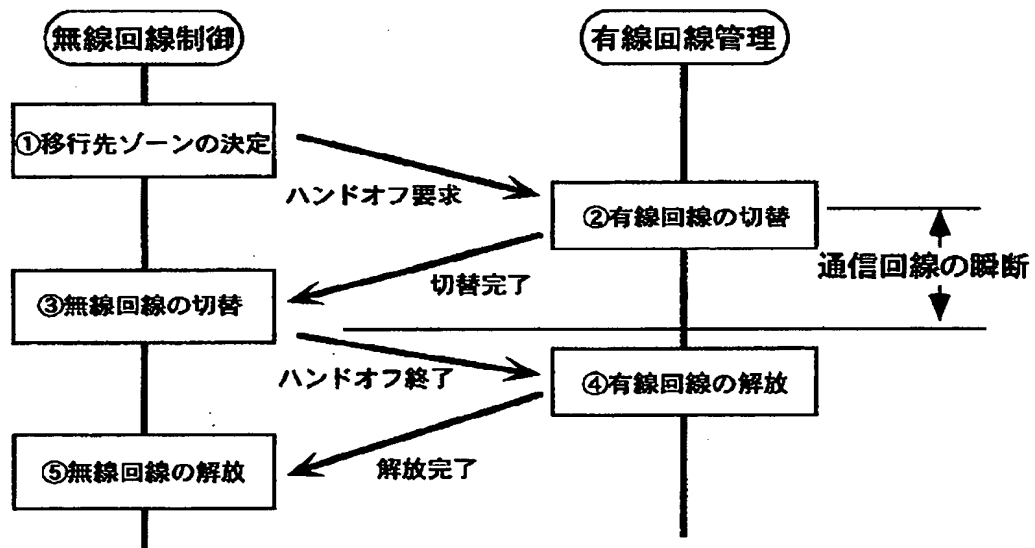 無線回線制御
有線回線管理
①移行先ゾーンの決定
ハンドオフ要求
②有線回線の切替
通信回線の瞬断
切替完了
③無線回線の切替
ハンドオフ終了
④有線回線の解放
解放完了
⑤無線回線の解放